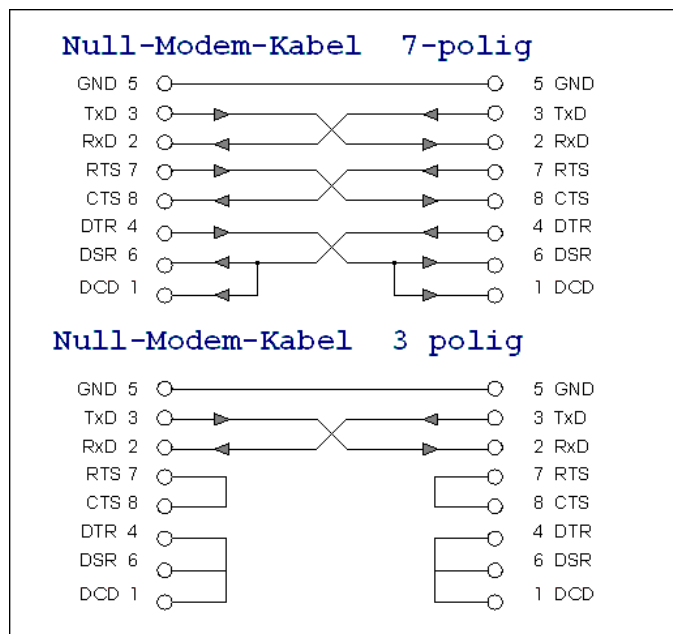 Null-Modem-Kabel 7-polig
GND 5 5 GND
TxD 3 3 TxD
RxD 2 2 RxD
RTS 7 7 RTS
CTS 8 8 CTS
DTR 4 4 DTR
DSR 6 6 DSR
DCD 1 1 DCD
Null-Modem-Kabel 3 polig
GND 5 5 GND
TxD 3 3 TxD
RxD 2 2 RxD
RTS 7 7 RTS
CTS 8 8 CTS
DTR 4 4 DTR
DSR 6 6 DSR
DCD 1 1 DCD